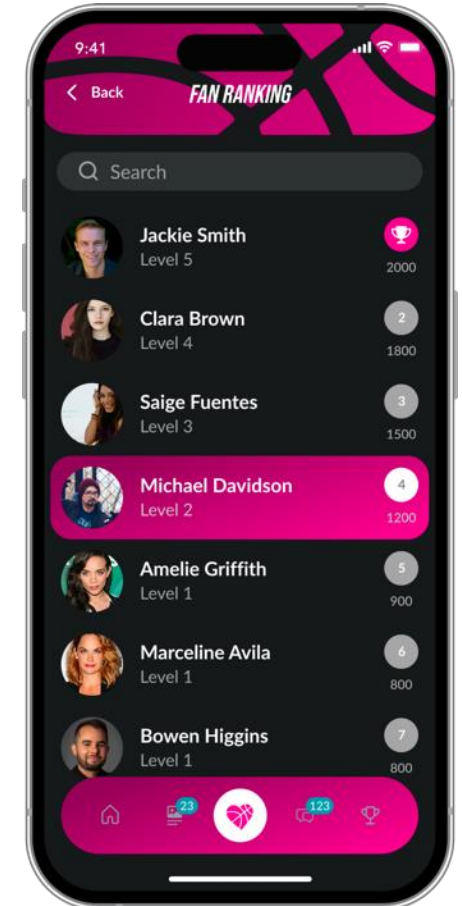 9:41
Back
FAN RANKING
Search
Jackie Smith
Level 5
2000
Clara Brown
Level 4
2
1800
Saige Fuentes
Level 3
3
1500
Michael Davidson
Level 2
4
1200
Amelie Griffith
Level 1
5
900
Marceline Avila
Level 1
6
800
Bowen Higgins
Level 1
7
800
23
123